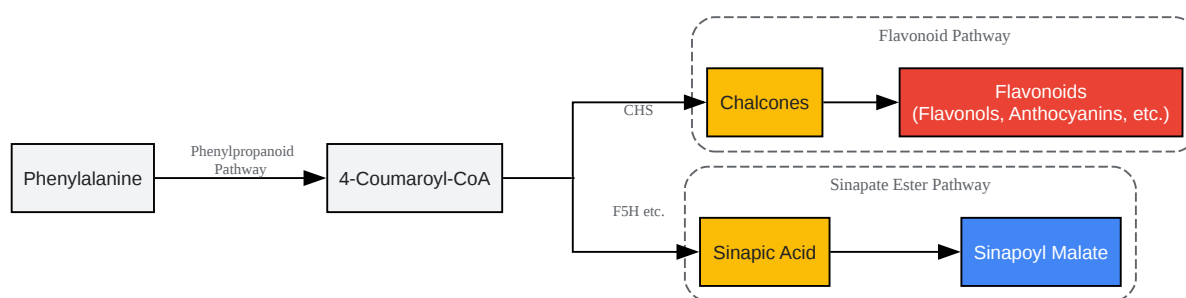 Flavonoid Pathway
Chalcones
Flavonoids
(Flavonols, Anthocyanins, etc.)
CHS
Phenylalanine
Phenylpropanoid
Pathway
4-Coumaroyl-CoA
Sinapate Ester Pathway
F5H etc.
Sinapic Acid
Sinapoyl Malate